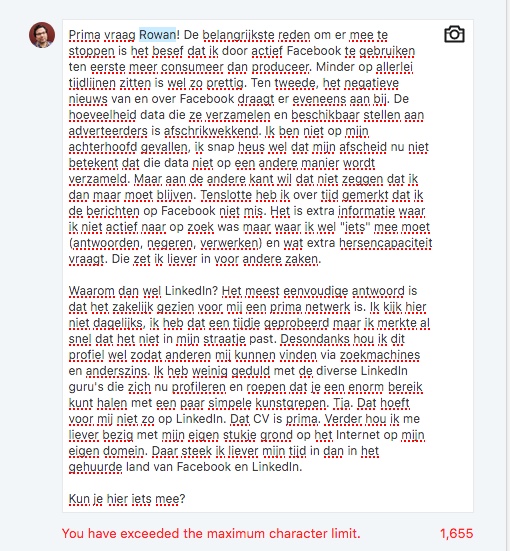 Prima vraag Rowan! De belangrijkste reden om er mee te
stoppen is het besef dat ik door actief Facebook te gebruiken
ten eerste meer consumeer dan produceer. Minder op allerlei
tijdlijnen zitten is wel zo prettig. Ten tweede, het negatieve
nieuws van en over Facebook draagt er eveneens aan bij. De
hoeveelheid data die ze verzamelen en beschikbaar stellen aan
adverteerders is afschrikwekkend. Ik ben niet op mijn
achterhoofd gevallen, ik snap heus wel dat mijn afscheid nu niet
betekent dat die data niet op een andere manier wordt
verzameld. Maar aan de andere kant wil dat niet zeggen dat ik
dan maar moet blijven. Tenslotte heb ik over tijd gemerkt dat ik
de berichten op Facebook niet mis. Het is extra informatie waar
ik niet actief naar op zoek was maar waar ik wel "iets" mee moet
(antwoorden, negeren, verwerken) en wat extra hersencapaciteit
vraagt. Die zet ik liever in voor andere zaken.
Waarom dan wel LinkedIn? Het meest eenvoudige antwoord is
dat het zakelijk gezien voor mij een prima netwerk is. Ik kijk hier
niet dagelijks, ik heb dat een tijdje geprobeerd maar ik merkte al
snel dat het niet in mijn straatje past. Desondanks hou ik dit
profiel wel zodat anderen mij kunnen vinden via zoekmachines
en anderszins. Ik heb weinig geduld met de diverse LinkedIn
guru's die zich nu profileren en roepen dat je een enorm bereik
kunt halen met een paar simpele kunstgrepen. Tja. Dat hoeft
voor mij niet zo op LinkedIn. Dat CV is prima. Verder hou ik me
liever bezig met mijn eigen stukje grond op het Internet op mijn
eigen domein. Daar steek ik liever mijn tijd in dan in het
gehuurde land van Facebook en LinkedIn.
Kun je hier iets mee?
You have exceeded the maximum character limit. 1,655